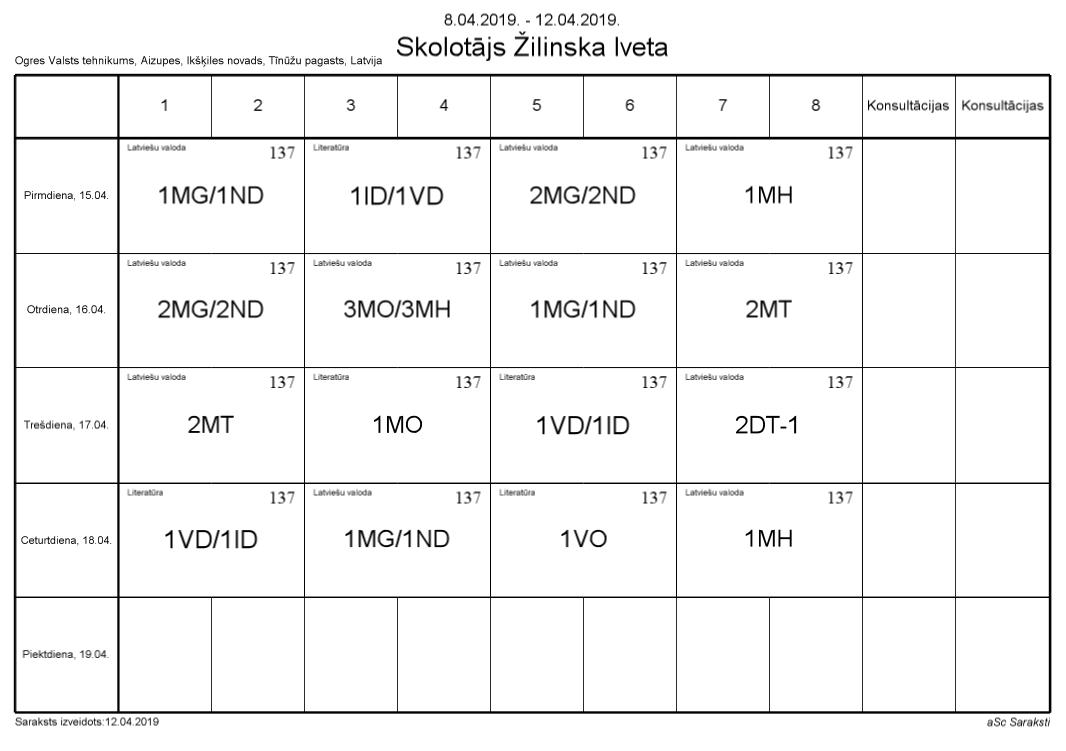 8.04.2019. - 12.04.2019.
Skolotājs Žilinska Iveta
Ogres Valsts tehnikums, Aizupes, Ikšķiles novads, Tīnūžu pagasts, Latvija
1 2 3 4 5 6 7 8 Konsultācijas Konsultācijas
Latviešu valoda 137 Literatūra 137 Latviešu valoda 137 Latviešu valoda 137
Pirmdiena, 15.04. 1MG/1ND 1ID/1VD 2MG/2ND 1MH
Latviešu valoda 137 Latviešu valoda 137 Latviešu valoda 137 Latviešu valoda 137
Otrdiena, 16.04. 2MG/2ND 3MO/3MH 1MG/1ND 2MT
Latviešu valoda 137 Literatūra 137 Literatūra 137 Latviešu valoda 137
Trešdiena, 17.04. 2MT 1MO 1VD/1ID 2DT-1
Literatūra 137 Latviešu valoda 137 Literatūra 137 Latviešu valoda 137
Ceturtdiena, 18.04. 1VD/1ID 1MG/1ND 1VO 1MH
Piektdiena, 19.04.
Saraksts izveidots:12.04.2019 aSc Saraksti